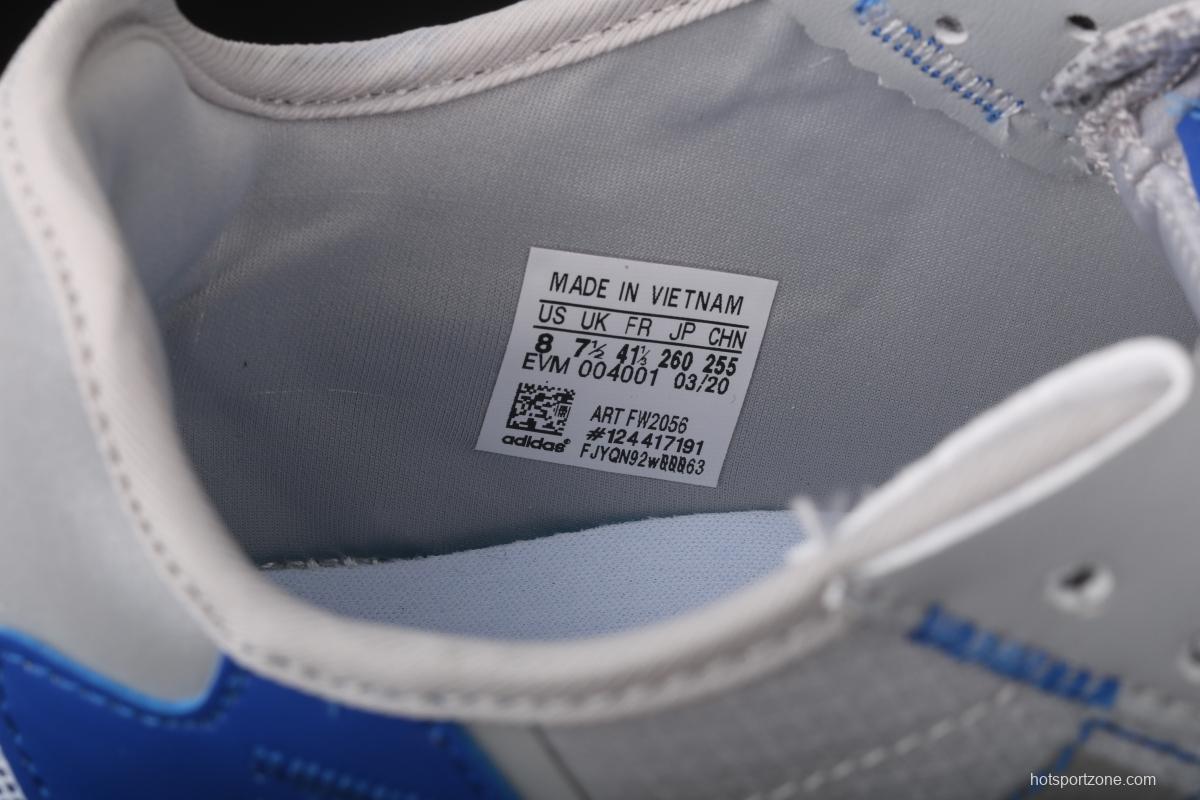 MADE IN VIETNAM
US UK FR JP CHN
8 7½ 41⅓ 260 255
EVM 004001 03/20
ART FW2056
#124417191
adidas®
hotsportzone.com